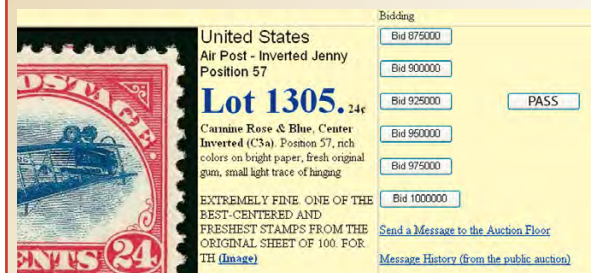 POSTAGE
CENTS 24
United States
Air Post - Inverted Jenny
Position 57
Lot 1305. 24¢
Carmine Rose & Blue, Center
Inverted (C3a). Position 57, rich
colors on bright paper, fresh original
gum, small light trace of hinging
EXTREMELY FINE. ONE OF THE
BEST-CENTERED AND
FRESHEST STAMPS FROM THE
ORIGINAL SHEET OF 100. FOR
TH (Image)
Bidding
Bid 875000
Bid 900000
Bid 925000
PASS
Bid 950000
Bid 975000
Bid 1000000
Send a Message to the Auction Floor
Message History (from the public auction)